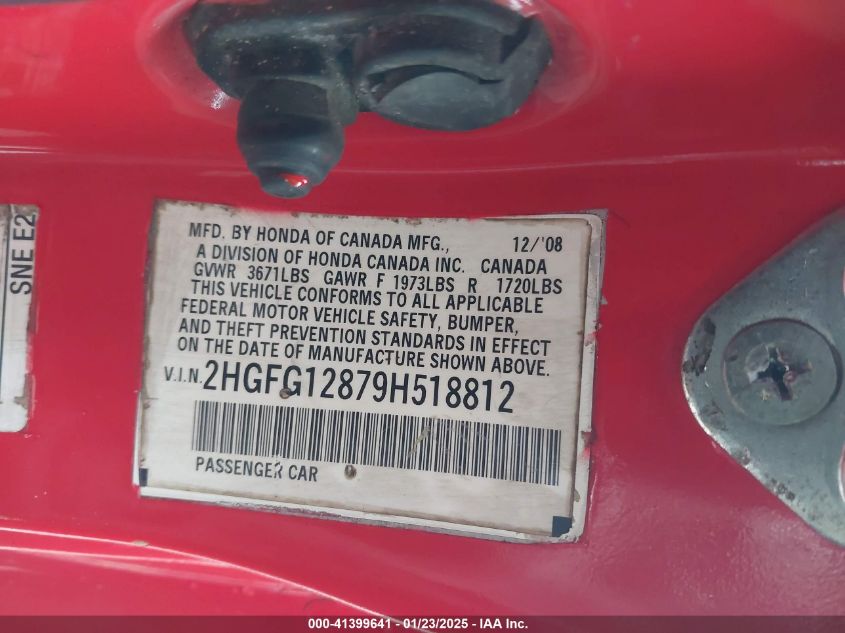 SNE E2
MFD. BY HONDA OF CANADA MFG., 12/'08
A DIVISION OF HONDA CANADA INC. CANADA
GVWR 3671LBS GAWR F 1973LBS R 1720LBS
THIS VEHICLE CONFORMS TO ALL APPLICABLE
FEDERAL MOTOR VEHICLE SAFETY, BUMPER,
AND THEFT PREVENTION STANDARDS IN EFFECT
ON THE DATE OF MANUFACTURE SHOWN ABOVE.
V.I.N. 2HGFG12879H518812
PASSENGER CAR
000-41399641 - 01/23/2025 - IAA Inc.